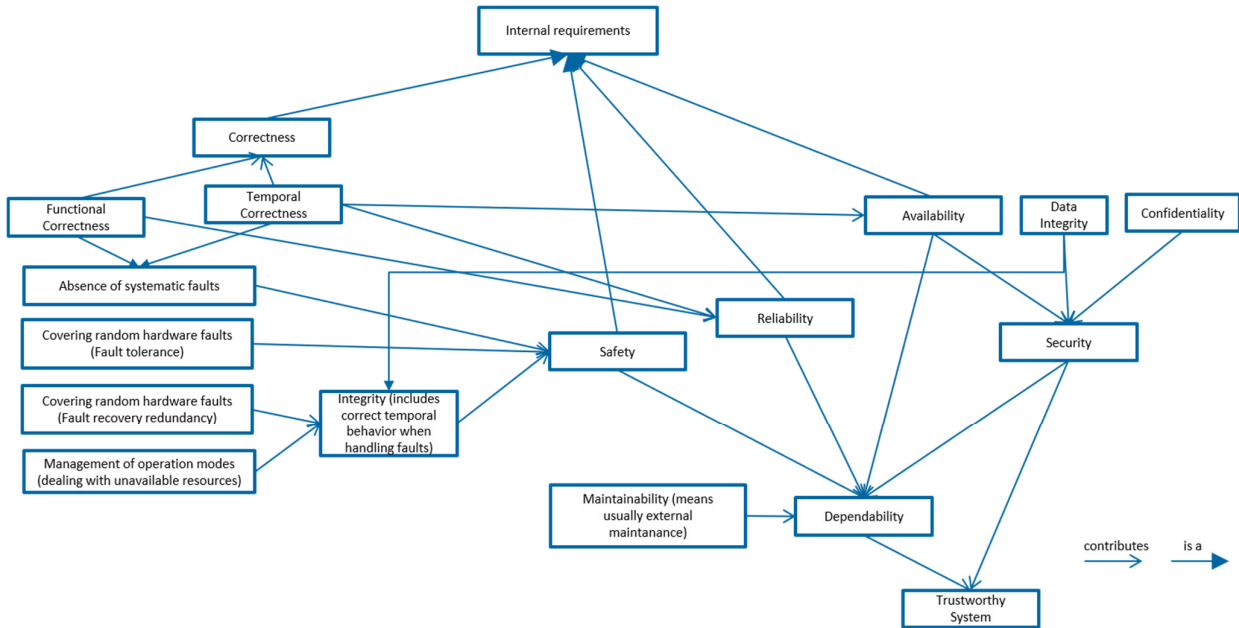 Internal requirements
Correctness
Functional
Correctness
Temporal
Correctness
Availability
Data
Integrity
Confidentiality
Absence of systematic faults
Covering random hardware faults
(Fault tolerance)
Safety
Reliability
Security
Covering random hardware faults
(Fault recovery redundancy)
Integrity (includes
correct temporal
behavior when
handling faults)
Management of operation modes
(dealing with unavailable resources)
Maintainability (means
usually external
maintanance)
Dependability
contributes
is a
Trustworthy
System